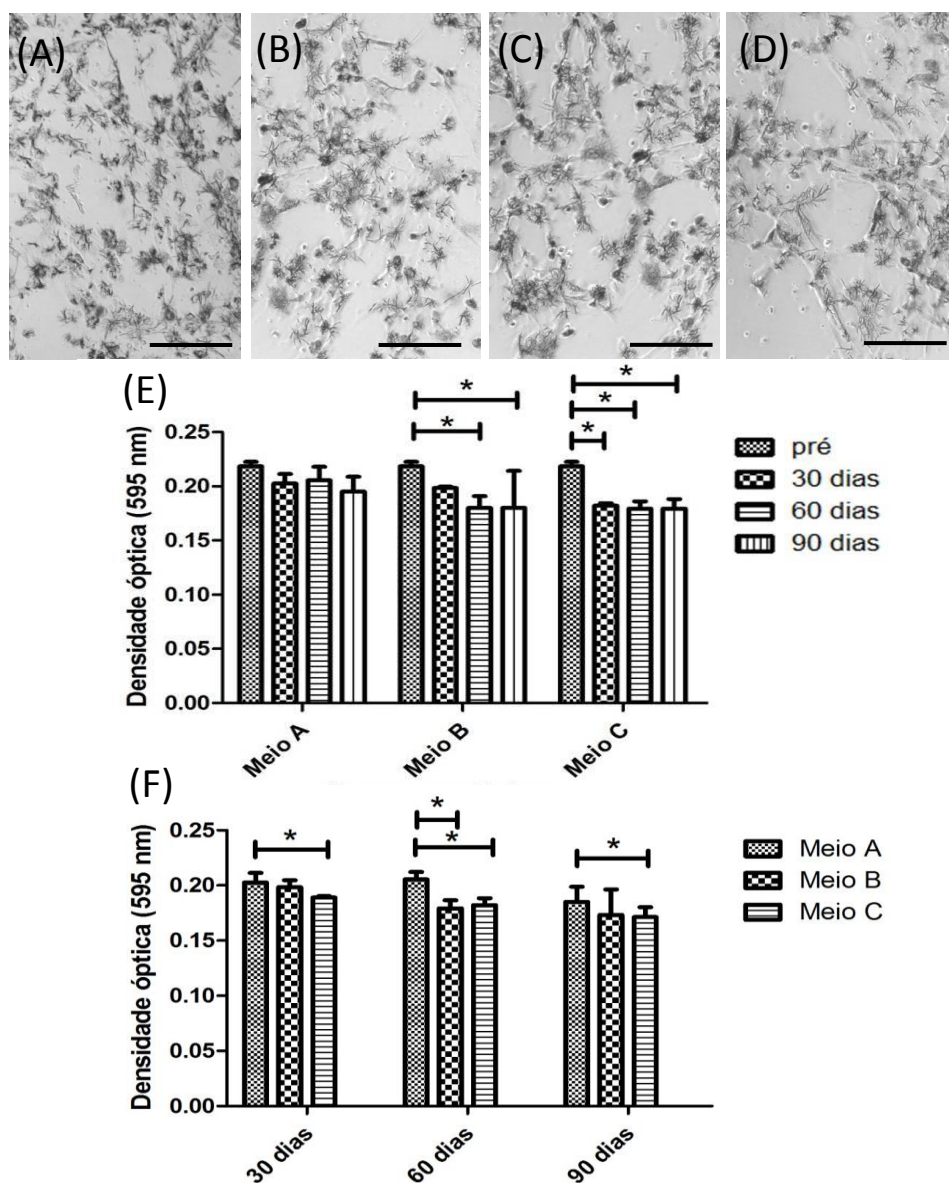 (A)
(B)
(C)
(D)
(E)
*
*
*
*
*
Densidade óptica (595 nm)
0.25
0.20
0.15
0.10
0.05
0.00
Meio A
Meio B
Meio C
pré
30 dias
60 dias
90 dias
(F)
*
*
*
*
Densidade óptica (595 nm)
0.25
0.20
0.15
0.10
0.05
0.00
30 dias
60 dias
90 dias
Meio A
Meio B
Meio C